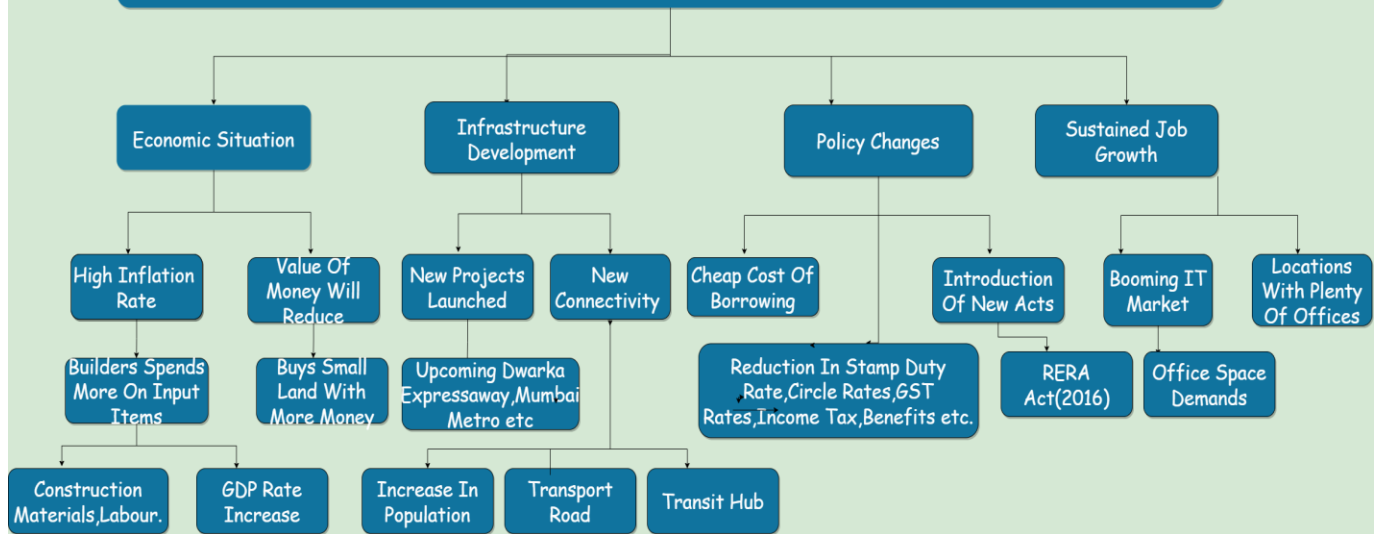 Economic Situation
Infrastructure
Development
Policy Changes
Sustained Job
Growth
High Inflation
Rate
Value Of
Money Will
Reduce
New Projects
Launched
New
Connectivity
Cheap Cost Of
Borrowing
Introduction
Of New Acts
Booming IT
Market
Locations
With Plenty
Of Offices
Builders Spends
More On Input
Items
Buys Small
Land With
More Money
Upcoming Dwarka
Expressaway,Mumbai
Metro etc
Reduction In Stamp Duty
Rate,Circle Rates,GST
Rates,Income Tax,Benefits etc.
RERA
Act(2016)
Office Space
Demands
Construction
Materials,Labour.
GDP Rate
Increase
Increase In
Population
Transport
Road
Transit Hub